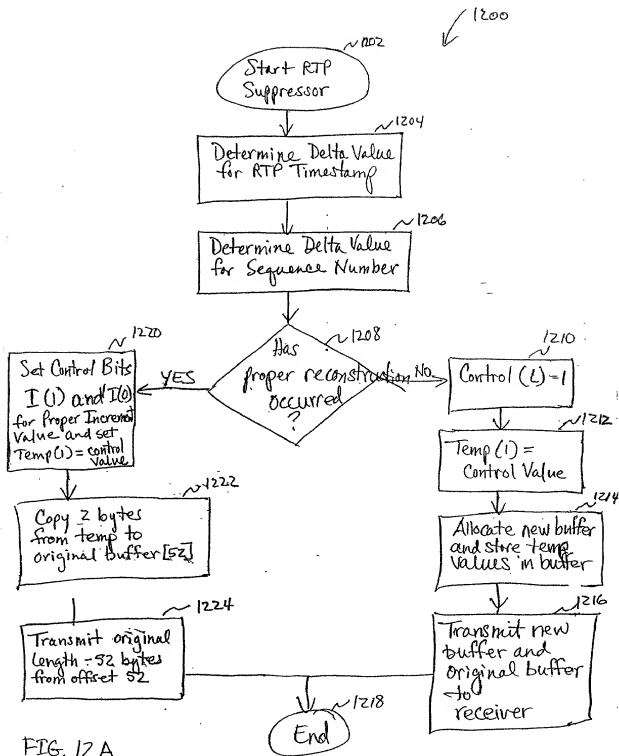 1200
1202
Start RTP
Suppressor
1204
Determine Delta Value
for RTP Timestamp
1206
Determine Delta Value
for Sequence Number
1208
Has
proper reconstruction
occurred
?
YES
NO
1220
Set Control Bits
I(1) and I(0)
for Proper Increment
Value and set
Temp(1) = control
value
1222
Copy 2 bytes
from temp to
original buffer [52]
1224
Transmit original
length - 52 bytes
from offset 52
1210
Control (L) = 1
1212
Temp (1) =
Control Value
1214
Allocate new buffer
and store temp
values in buffer
1216
Transmit new
buffer and
original buffer
to
receiver
1218
End
FIG. 12A